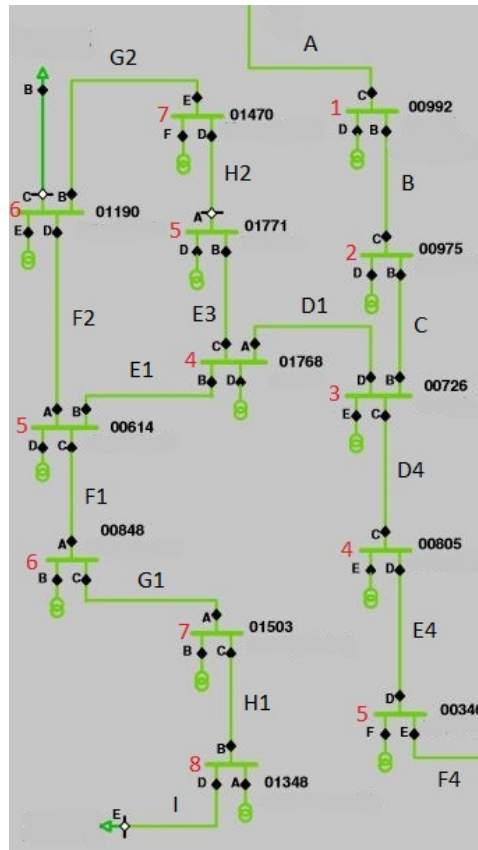 A
G2
B
C
E
1
00992
7
01470
D
B
F
D
C
B
H2
B
6
01190
A
C
E
D
5
01771
2
00975
D
B
D
B
F2
E3
D1
C
C
A
4
01768
D
B
E1
B
D
3
00726
A
B
E
C
5
00614
D
C
D4
F1
00848
A
C
6
4
00805
B
C
E
D
G1
A
7
01503
E4
B
C
D
H1
5
00346
F
E
B
F4
8
D
A
01348
E
I